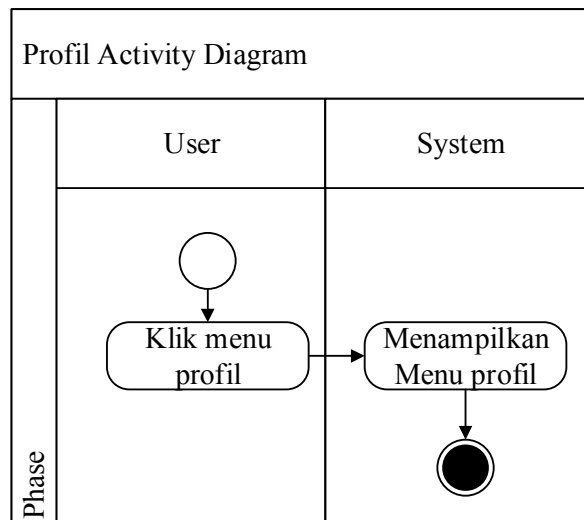 Profil Activity Diagram
User
System
Klik menu
profil
Menampilkan
Menu profil
Phase